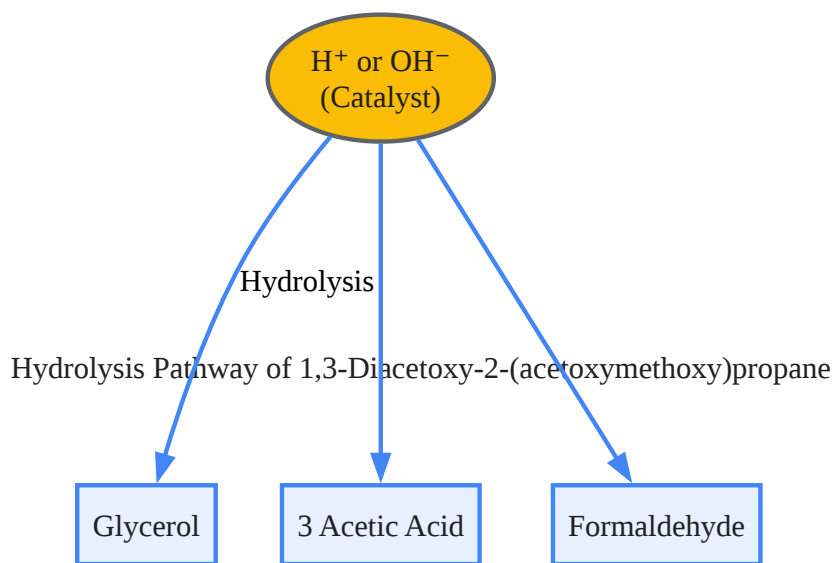 H⁺ or OH⁻
(Catalyst)
Hydrolysis
Hydrolysis Pathway of 1,3-Diacetoxy-2-(acetoxymethoxy)propane
Glycerol
3 Acetic Acid
Formaldehyde